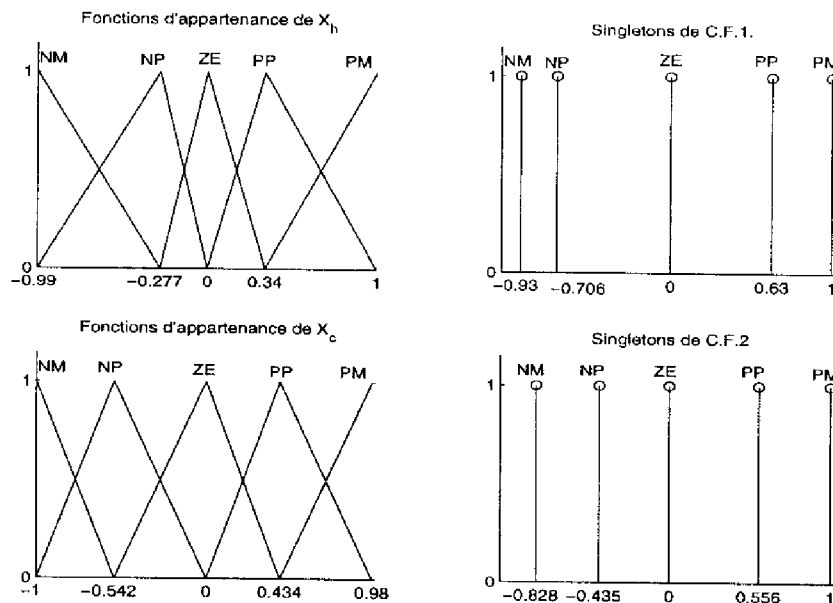 Fonctions d'appartenance de X_h
NM NP ZE PP PM
1
0
-0.99 -0.277 0 0.34 1
Singletons de C.F.1.
NM NP ZE PP PM
1
0
-0.93 -0.706 0 0.63 1
Fonctions d'appartenance de X_c
NM NP ZE PP PM
1
0
-1 -0.542 0 0.434 0.98
Singletons de C.F.2
NM NP ZE PP PM
1
0
-0.828 -0.435 0 0.556 1